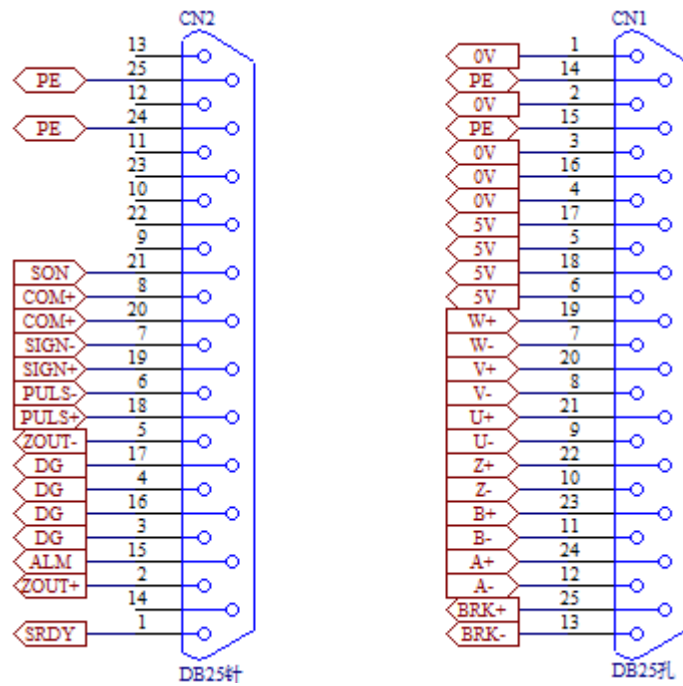 CN2
13
PE 25
12
PE 24
11
23
10
22
9
SON 21
COM+ 8
COM+ 20
SIGN- 7
SIGN+ 19
PULS- 6
PULS+ 18
ZOUT- 5
DG 17
DG 4
DG 16
DG 3
ALM 15
ZOUT+ 2
14
SRDY 1
DB25针
CN1
0V 1
PE 14
0V 2
PE 15
0V 3
0V 16
0V 4
5V 17
5V 5
5V 18
5V 6
W+ 19
W- 7
V+ 20
V- 8
U+ 21
U- 9
Z+ 22
Z- 10
B+ 23
B- 11
A+ 24
A- 12
BRK+ 25
BRK- 13
DB25孔